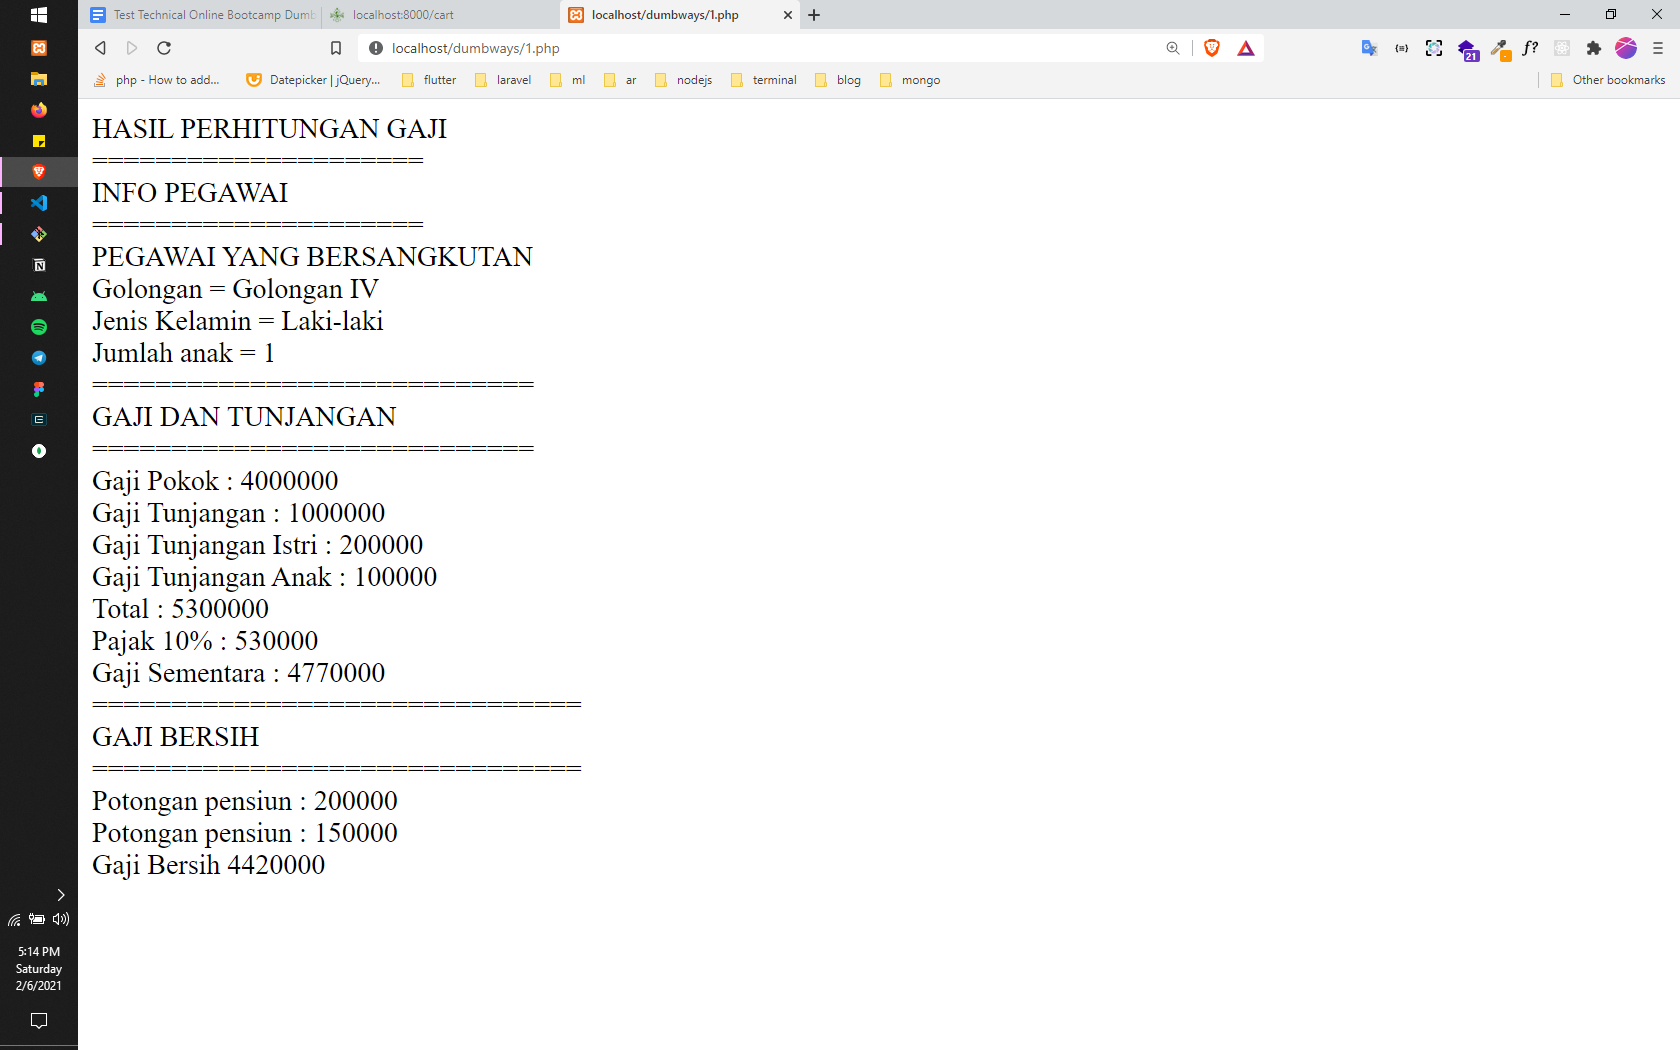 Test Technical Online Bootcamp Dumb
localhost:8000/cart
localhost/dumbways/1.php
localhost/dumbways/1.php
21
f?
php - How to add...
Datepicker | jQuery...
flutter
laravel
ml
ar
nodejs
terminal
blog
mongo
Other bookmarks
HASIL PERHITUNGAN GAJI
=====================
INFO PEGAWAI
=====================
PEGAWAI YANG BERSANGKUTAN
Golongan = Golongan IV
Jenis Kelamin = Laki-laki
Jumlah anak = 1
============================
GAJI DAN TUNJANGAN
============================
Gaji Pokok : 4000000
Gaji Tunjangan : 1000000
Gaji Tunjangan Istri : 200000
Gaji Tunjangan Anak : 100000
Total : 5300000
Pajak 10% : 530000
Gaji Sementara : 4770000
===============================
GAJI BERSIH
===============================
Potongan pensiun : 200000
Potongan pensiun : 150000
Gaji Bersih 4420000
5:14 PM
Saturday
2/6/2021